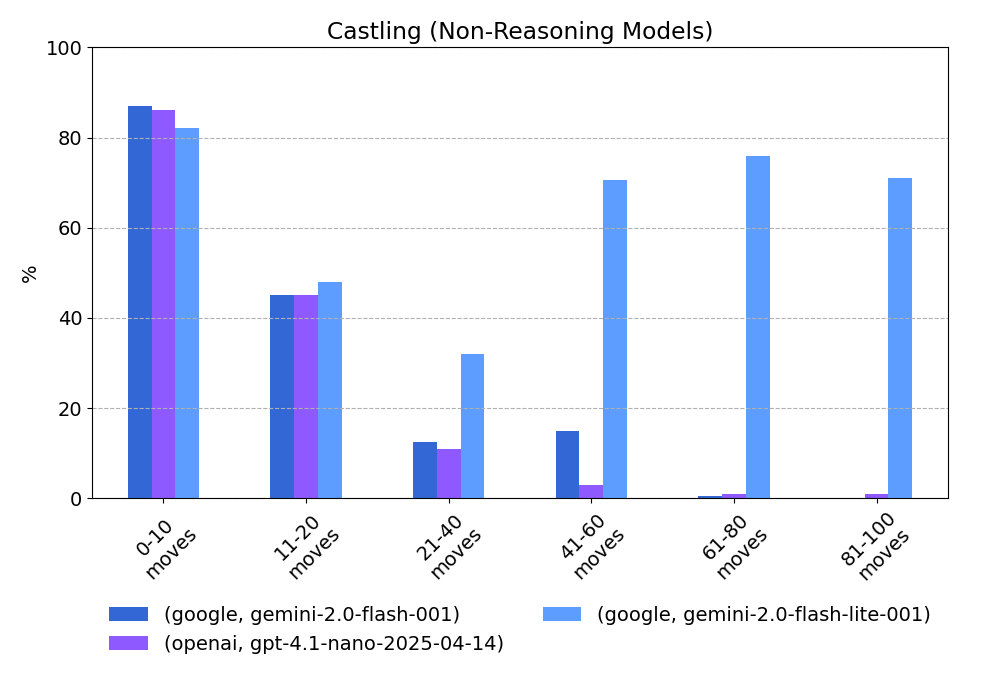 Castling (Non-Reasoning Models)
100
80
60
40
20
0
%
0-10
moves
11-20
moves
21-40
moves
41-60
moves
61-80
moves
81-100
moves
(google, gemini-2.0-flash-001)
(openai, gpt-4.1-nano-2025-04-14)
(google, gemini-2.0-flash-lite-001)